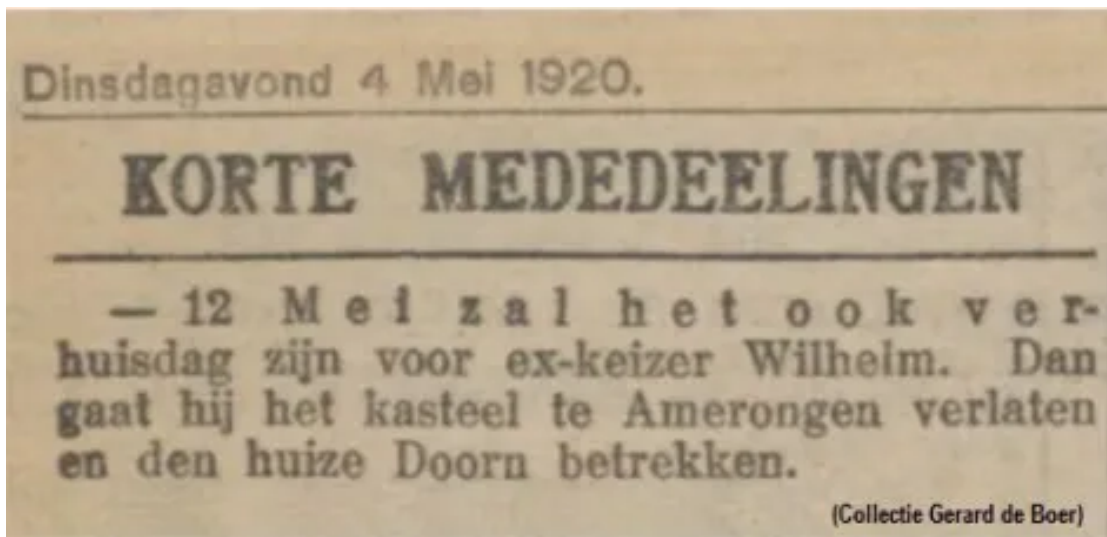 Dinsdagavond 4 Mei 1920.
KORTE MEDEDEELINGEN
— 12 Mei zal het ook ver-
huisdag zijn voor ex-keizer Wilhelm. Dan
gaat hij het kasteel te Amerongen verlaten
en den huize Doorn betrekken.
(Collectie Gerard de Boer)